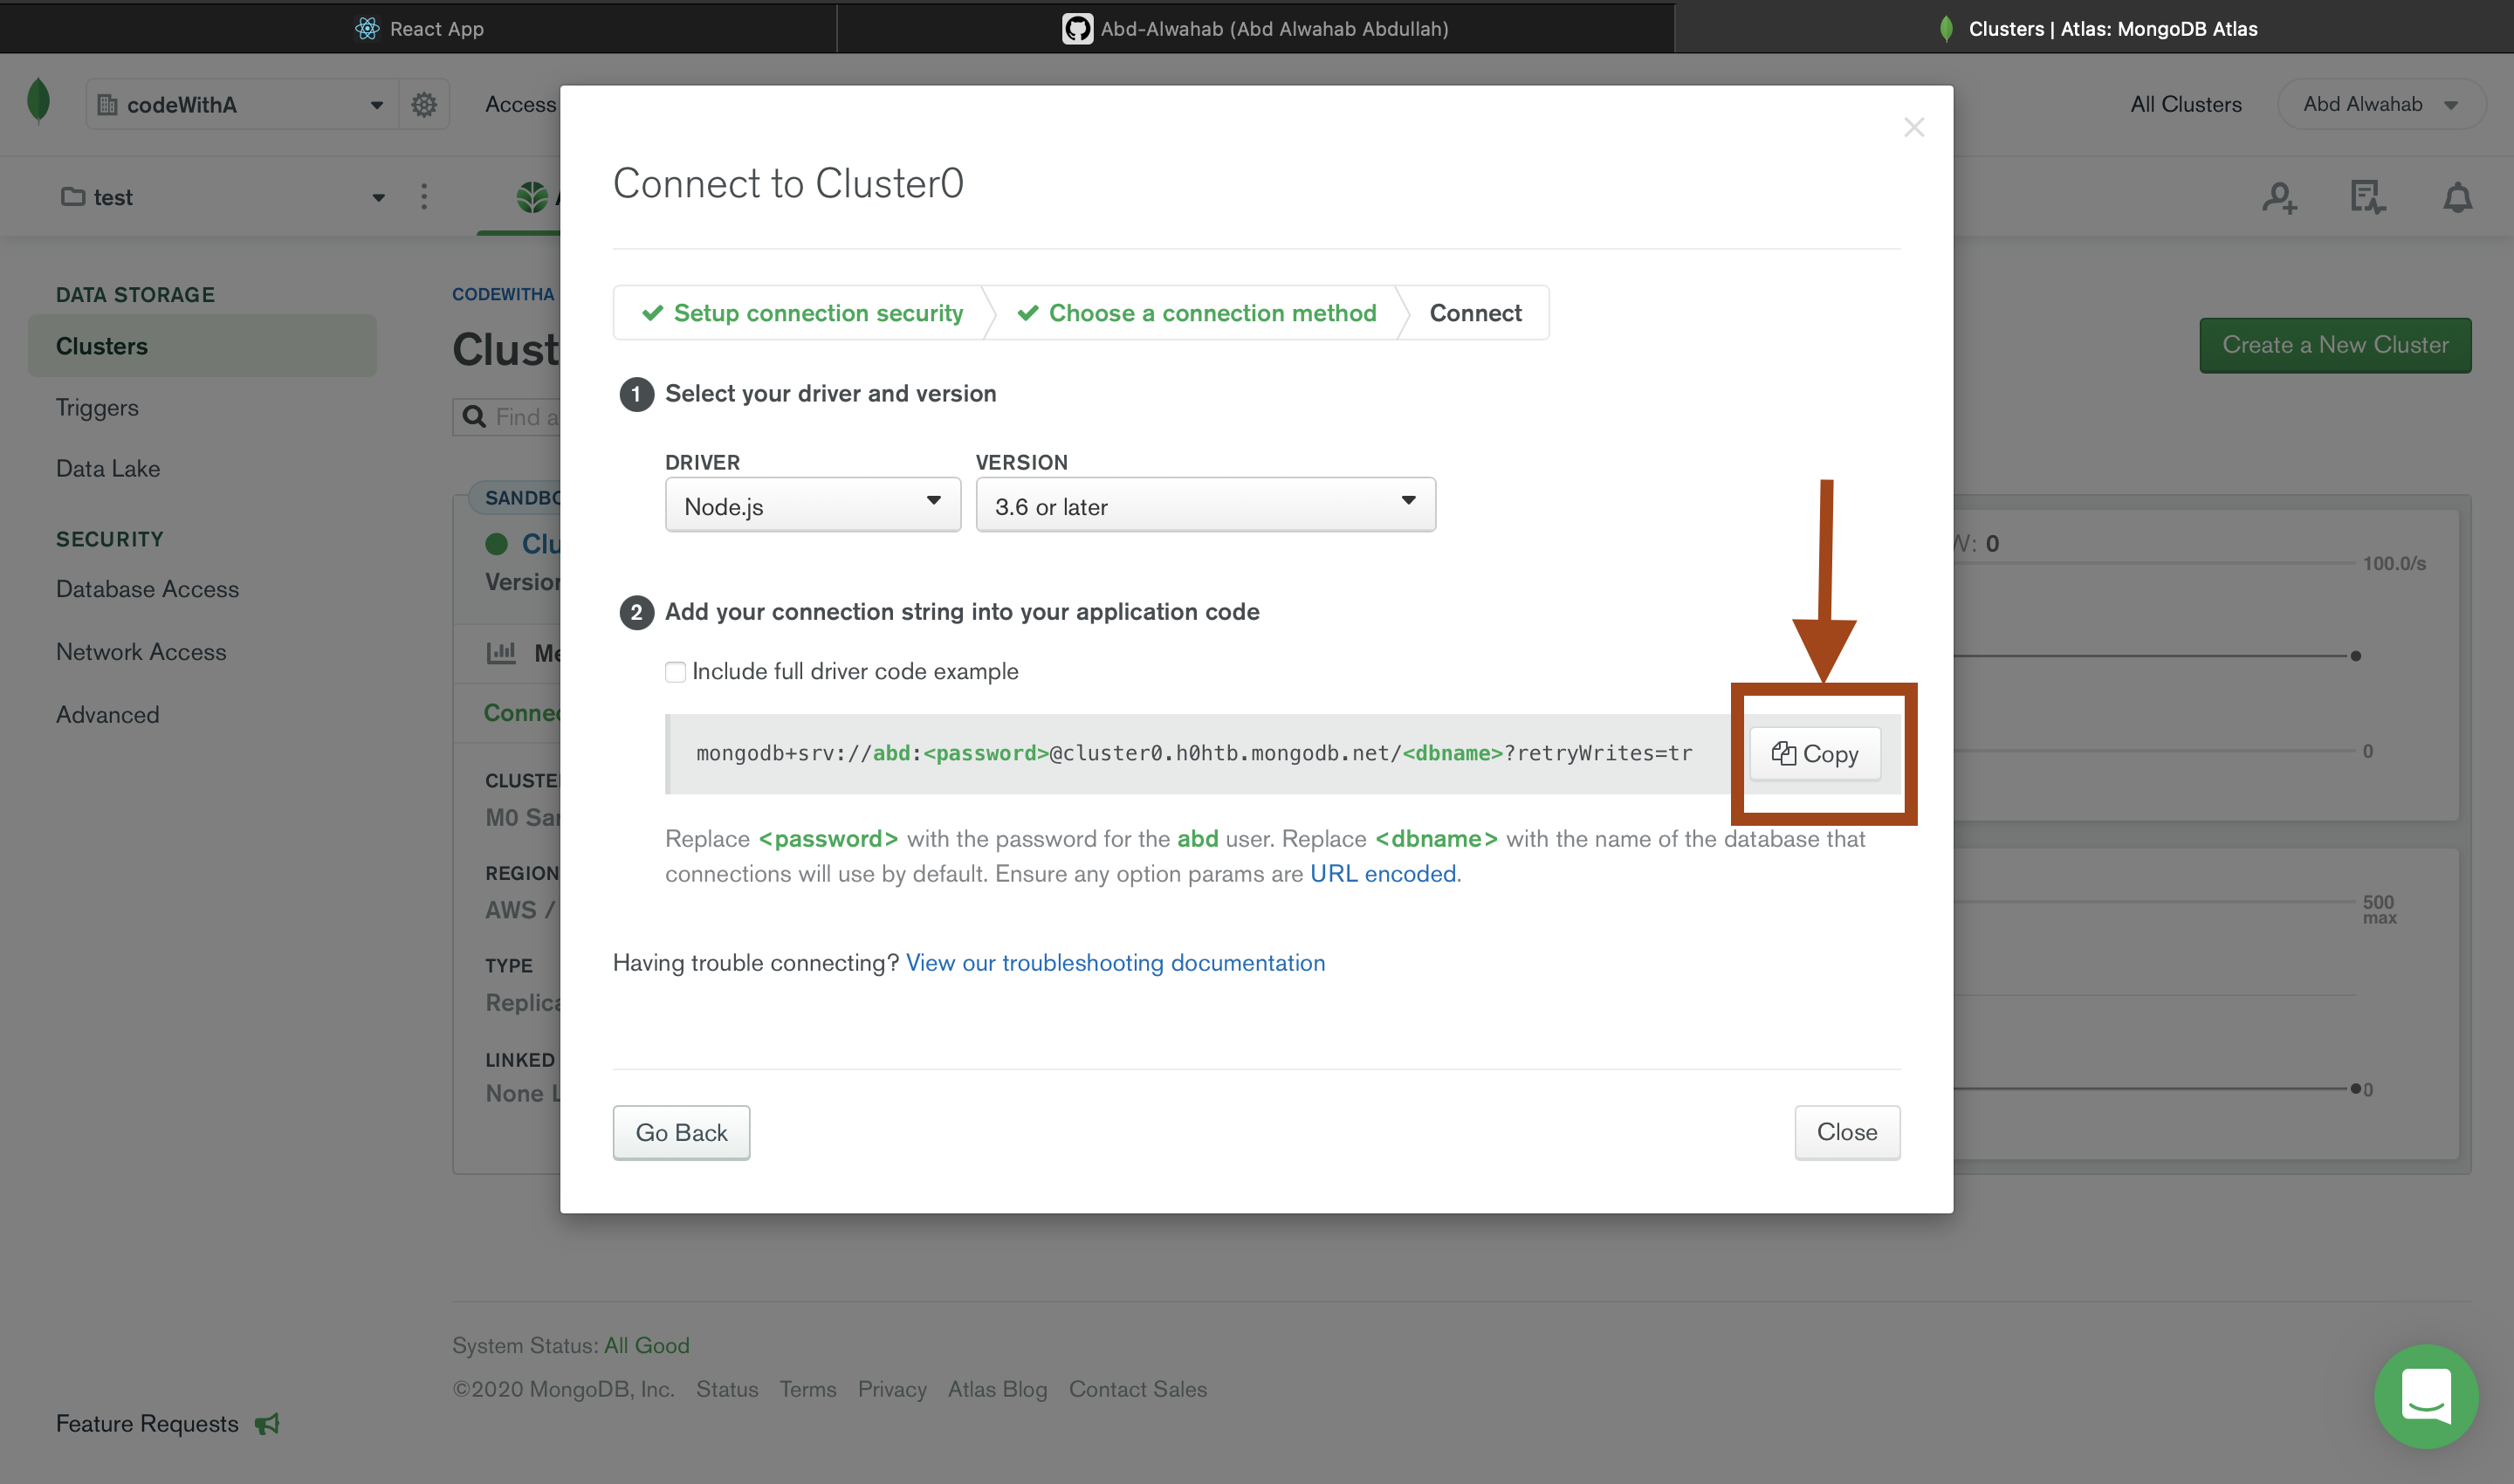 React App
Abd-Alwahab (Abd Alwahab Abdullah)
Clusters | Atlas: MongoDB Atlas
codeWithA
Access
All Clusters
Abd Alwahab
test
DATA STORAGE
Clusters
Triggers
Data Lake
SECURITY
Database Access
Network Access
Advanced
Feature Requests
CODEWITHA
Clust
Create a New Cluster
Find a
SANDBO
Clu
Version
Me
Connec
CLUSTE
M0 San
REGION
AWS /
TYPE
Replica
LINKED
None L
Connect to Cluster0
Setup connection security
Choose a connection method
Connect
1 Select your driver and version
DRIVER
VERSION
Node.js
3.6 or later
2 Add your connection string into your application code
Include full driver code example
mongodb+srv://abd:<password>@cluster0.h0htb.mongodb.net/<dbname>?retryWrites=tr
Copy
Replace <password> with the password for the abd user. Replace <dbname> with the name of the database that
connections will use by default. Ensure any option params are URL encoded.
Having trouble connecting? View our troubleshooting documentation
Go Back
Close
W: 0
100.0/s
0
500
max
0
System Status: All Good
©2020 MongoDB, Inc. Status Terms Privacy Atlas Blog Contact Sales